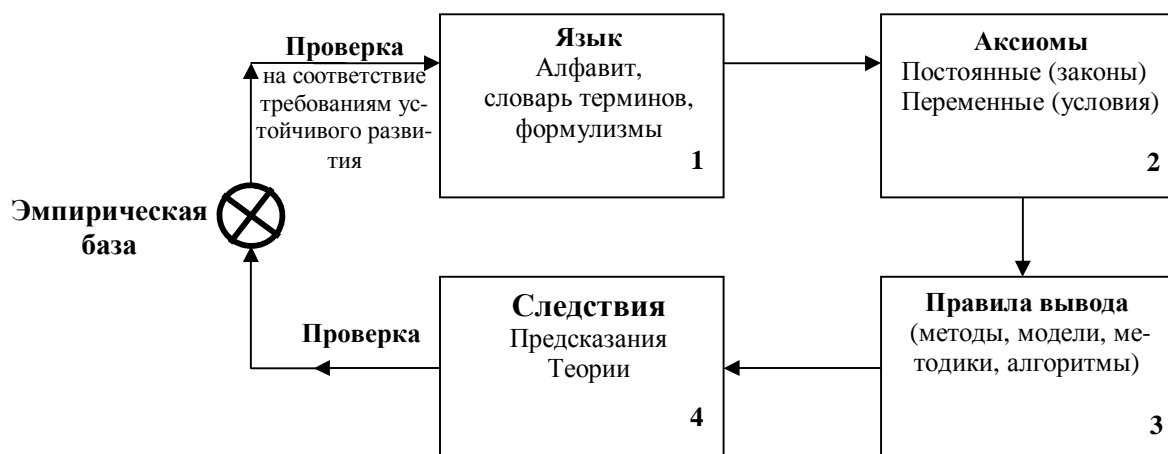 Проверка
на соответствие
требованиям ус-
тойчивого разви-
тия
Язык
Алфавит,
словарь терминов,
формулизмы
1
Аксиомы
Постоянные (законы)
Переменные (условия)
2
Эмпирическая
база
Проверка
Следствия
Предсказания
Теории
4
Правила вывода
(методы, модели, ме-
тодики, алгоритмы)
3